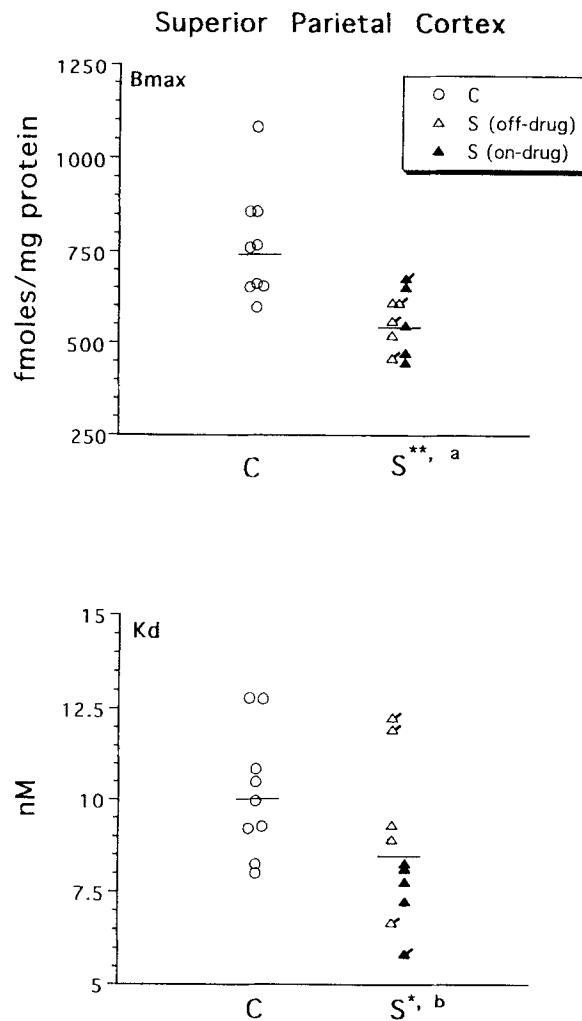 Superior Parietal Cortex
1250
1000
750
500
250
fmoles/mg protein
Bmax
C
S (off-drug)
S (on-drug)
C
S**, a
15
12.5
10
7.5
5
nM
Kd
C
S*, b